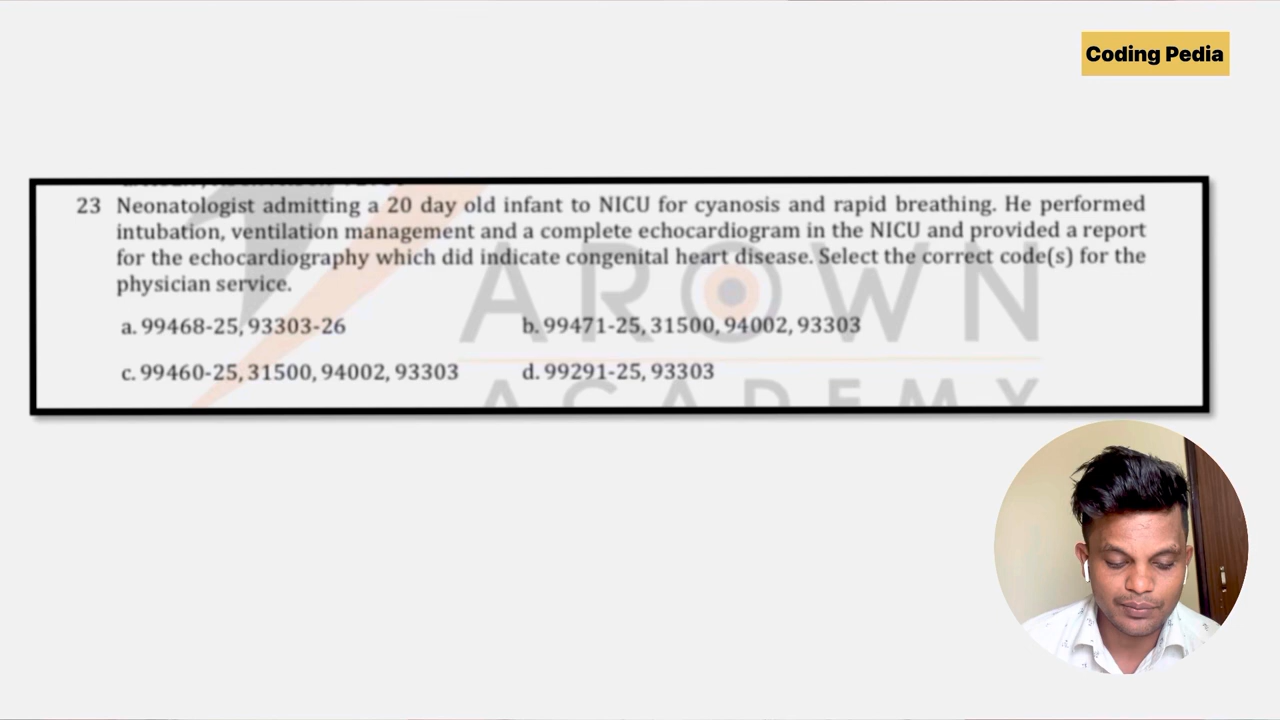 Coding Pedia
23 Neonatologist admitting a 20 day old infant to NICU for cyanosis and rapid breathing. He performed
intubation, ventilation management and a complete echocardiogram in the NICU and provided a report
for the echocardiography which did indicate congenital heart disease. Select the correct code(s) for the
physician service.
a. 99468-25, 93303-26 b. 99471-25, 31500, 94002, 93303
c. 99460-25, 31500, 94002, 93303 d. 99291-25, 93303
AROWN
ACADEMY